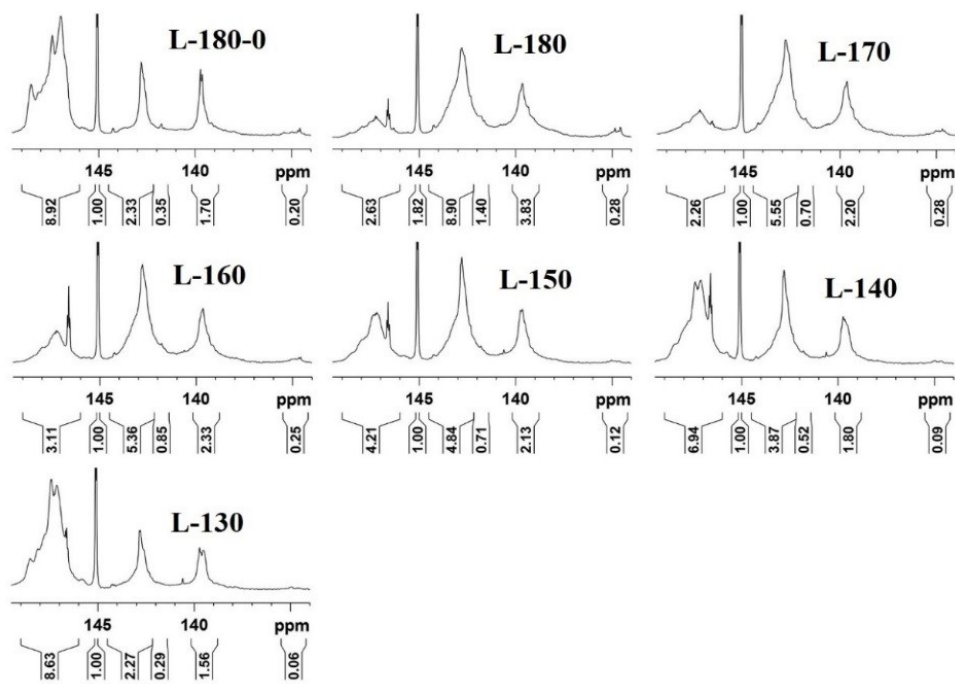 L-180-0
145 140 ppm
8.92 1.00 2.33 0.35 1.70 0.20
L-180
145 140 ppm
2.63 1.82 8.90 1.40 3.83 0.28
L-170
145 140 ppm
2.26 1.00 5.55 0.70 2.20 0.28
L-160
145 140 ppm
3.11 1.00 5.36 0.85 2.33 0.25
L-150
145 140 ppm
4.21 1.00 4.84 0.71 2.13 0.12
L-140
145 140 ppm
6.94 1.00 3.87 0.52 1.80 0.09
L-130
145 140 ppm
8.63 1.00 2.27 0.29 1.56 0.06